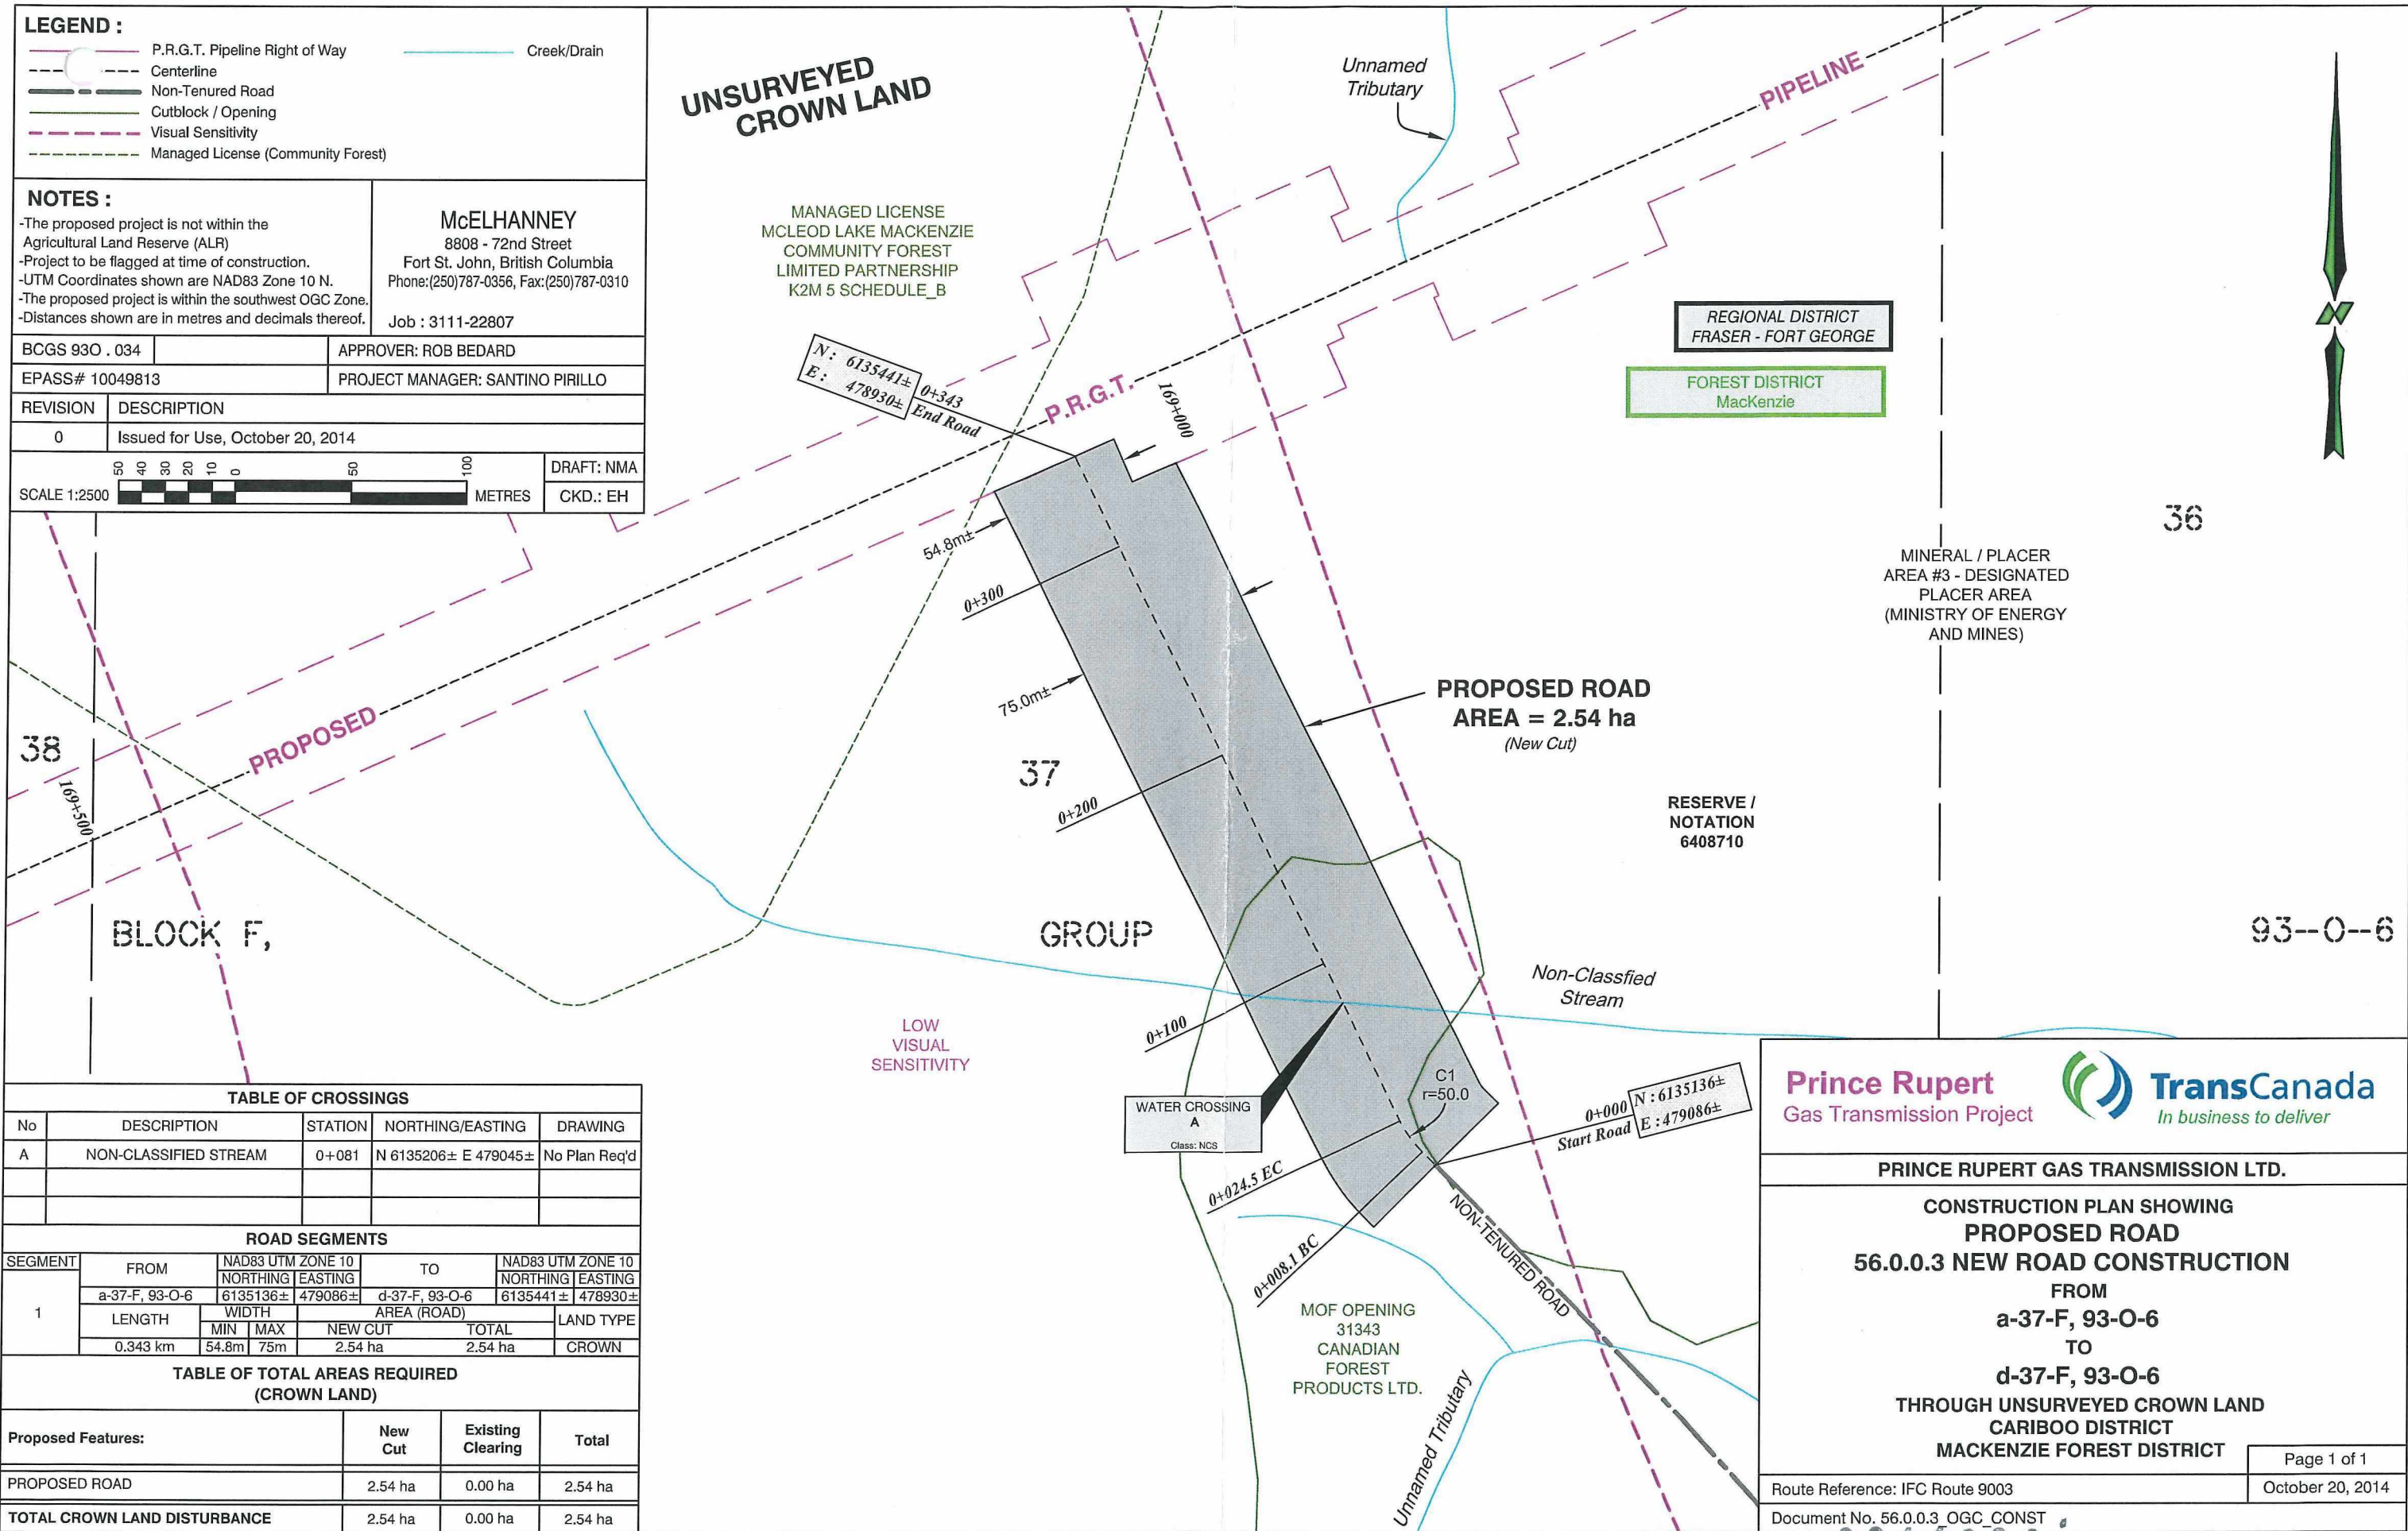 LEGEND :
P.R.G.T. Pipeline Right of Way
Creek/Drain
Centerline
Non-Tenured Road
Cutblock / Opening
Visual Sensitivity
Managed License (Community Forest)
NOTES :
-The proposed project is not within the
Agricultural Land Reserve (ALR)
-Project to be flagged at time of construction.
-UTM Coordinates shown are NAD83 Zone 10 N.
-The proposed project is within the southwest OGC Zone.
-Distances shown are in metres and decimals thereof.
McELHANNEY
8808 - 72nd Street
Fort St. John, British Columbia
Phone:(250)787-0356, Fax:(250)787-0310
Job : 3111-22807
BCGS 93O . 034
APPROVER: ROB BEDARD
EPASS# 10049813
PROJECT MANAGER: SANTINO PIRILLO
REVISION DESCRIPTION
0 Issued for Use, October 20, 2014
50 40 30 20 10 0 50 100
SCALE 1:2500
METRES
DRAFT: NMA
CKD.: EH
UNSURVEYED
CROWN LAND
MANAGED LICENSE
MCLEOD LAKE MACKENZIE
COMMUNITY FOREST
LIMITED PARTNERSHIP
K2M 5 SCHEDULE_B
Unnamed
Tributary
PIPELINE
REGIONAL DISTRICT
FRASER - FORT GEORGE
FOREST DISTRICT
MacKenzie
N
N: 6135441±
E: 478930±
0+343
End Road
P.R.G.T.
169+000
36
MINERAL / PLACER
AREA #3 - DESIGNATED
PLACER AREA
(MINISTRY OF ENERGY
AND MINES)
54.8m±
0+300
75.0m±
PROPOSED ROAD
AREA = 2.54 ha
(New Cut)
PROPOSED
38
169+500
37
0+200
RESERVE /
NOTATION
6408710
BLOCK F,
GROUP
93--O--6
Non-Classfied
Stream
LOW
VISUAL
SENSITIVITY
0+100
C1
r=50.0
WATER CROSSING
A
Class: NCS
0+000
Start Road
N : 6135136±
E : 479086±
0+024.5 EC
0+008.1 BC
NON-TENURED ROAD
MOF OPENING
31343
CANADIAN
FOREST
PRODUCTS LTD.
Unnamed Tributary
TABLE OF CROSSINGS
No DESCRIPTION STATION NORTHING/EASTING DRAWING
A NON-CLASSIFIED STREAM 0+081 N 6135206± E 479045± No Plan Req'd
ROAD SEGMENTS
SEGMENT FROM NAD83 UTM ZONE 10 TO NAD83 UTM ZONE 10
NORTHING EASTING NORTHING EASTING
1 a-37-F, 93-O-6 6135136± 479086± d-37-F, 93-O-6 6135441± 478930±
LENGTH WIDTH AREA (ROAD) LAND TYPE
MIN MAX NEW CUT TOTAL
0.343 km 54.8m 75m 2.54 ha 2.54 ha CROWN
TABLE OF TOTAL AREAS REQUIRED
(CROWN LAND)
Proposed Features: New Cut Existing Clearing Total
PROPOSED ROAD 2.54 ha 0.00 ha 2.54 ha
TOTAL CROWN LAND DISTURBANCE 2.54 ha 0.00 ha 2.54 ha
Prince Rupert
Gas Transmission Project
TransCanada
In business to deliver
PRINCE RUPERT GAS TRANSMISSION LTD.
CONSTRUCTION PLAN SHOWING
PROPOSED ROAD
56.0.0.3 NEW ROAD CONSTRUCTION
FROM
a-37-F, 93-O-6
TO
d-37-F, 93-O-6
THROUGH UNSURVEYED CROWN LAND
CARIBOO DISTRICT
MACKENZIE FOREST DISTRICT
Page 1 of 1
Route Reference: IFC Route 9003
October 20, 2014
Document No. 56.0.0.3_OGC_CONST